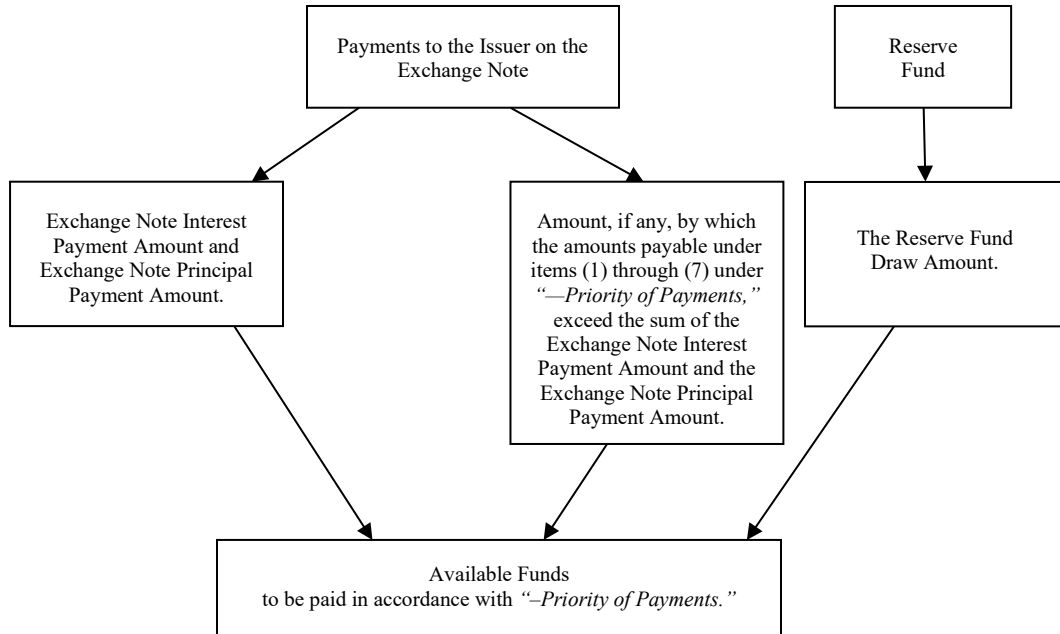 Payments to the Issuer on the
Exchange Note
Reserve
Fund
Exchange Note Interest
Payment Amount and
Exchange Note Principal
Payment Amount.
Amount, if any, by which
the amounts payable under
items (1) through (7) under
“—Priority of Payments,”
exceed the sum of the
Exchange Note Interest
Payment Amount and the
Exchange Note Principal
Payment Amount.
The Reserve Fund
Draw Amount.
Available Funds
to be paid in accordance with “–Priority of Payments.”